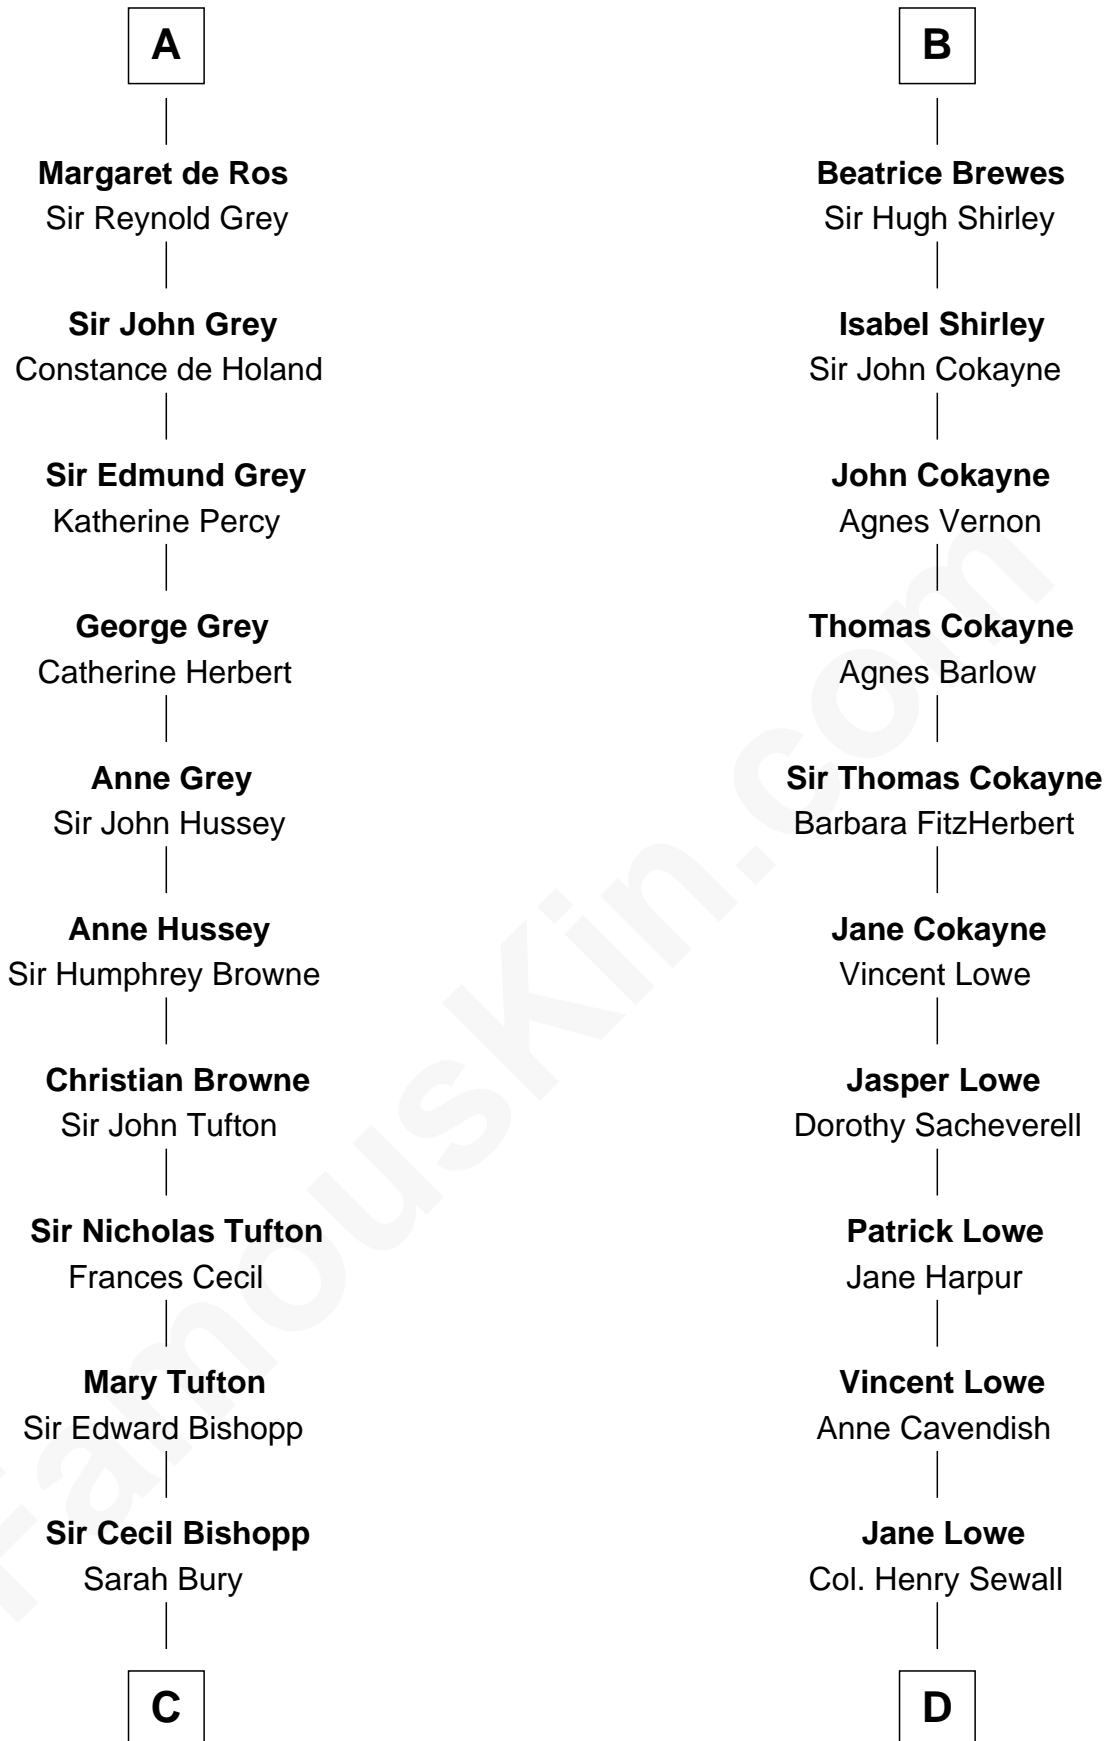 A
Margaret de Ros
Sir Reynold Grey
Sir John Grey
Constance de Holand
Sir Edmund Grey
Katherine Percy
George Grey
Catherine Herbert
Anne Grey
Sir John Hussey
Anne Hussey
Sir Humphrey Browne
Christian Browne
Sir John Tufton
Sir Nicholas Tufton
Frances Cecil
Mary Tufton
Sir Edward Bishopp
Sir Cecil Bishopp
Sarah Bury
C
B
Beatrice Brewes
Sir Hugh Shirley
Isabel Shirley
Sir John Cokayne
John Cokayne
Agnes Vernon
Thomas Cokayne
Agnes Barlow
Sir Thomas Cokayne
Barbara FitzHerbert
Jane Cokayne
Vincent Lowe
Jasper Lowe
Dorothy Sacheverell
Patrick Lowe
Jane Harpur
Vincent Lowe
Anne Cavendish
Jane Lowe
Col. Henry Sewall
D
FamousKin.com